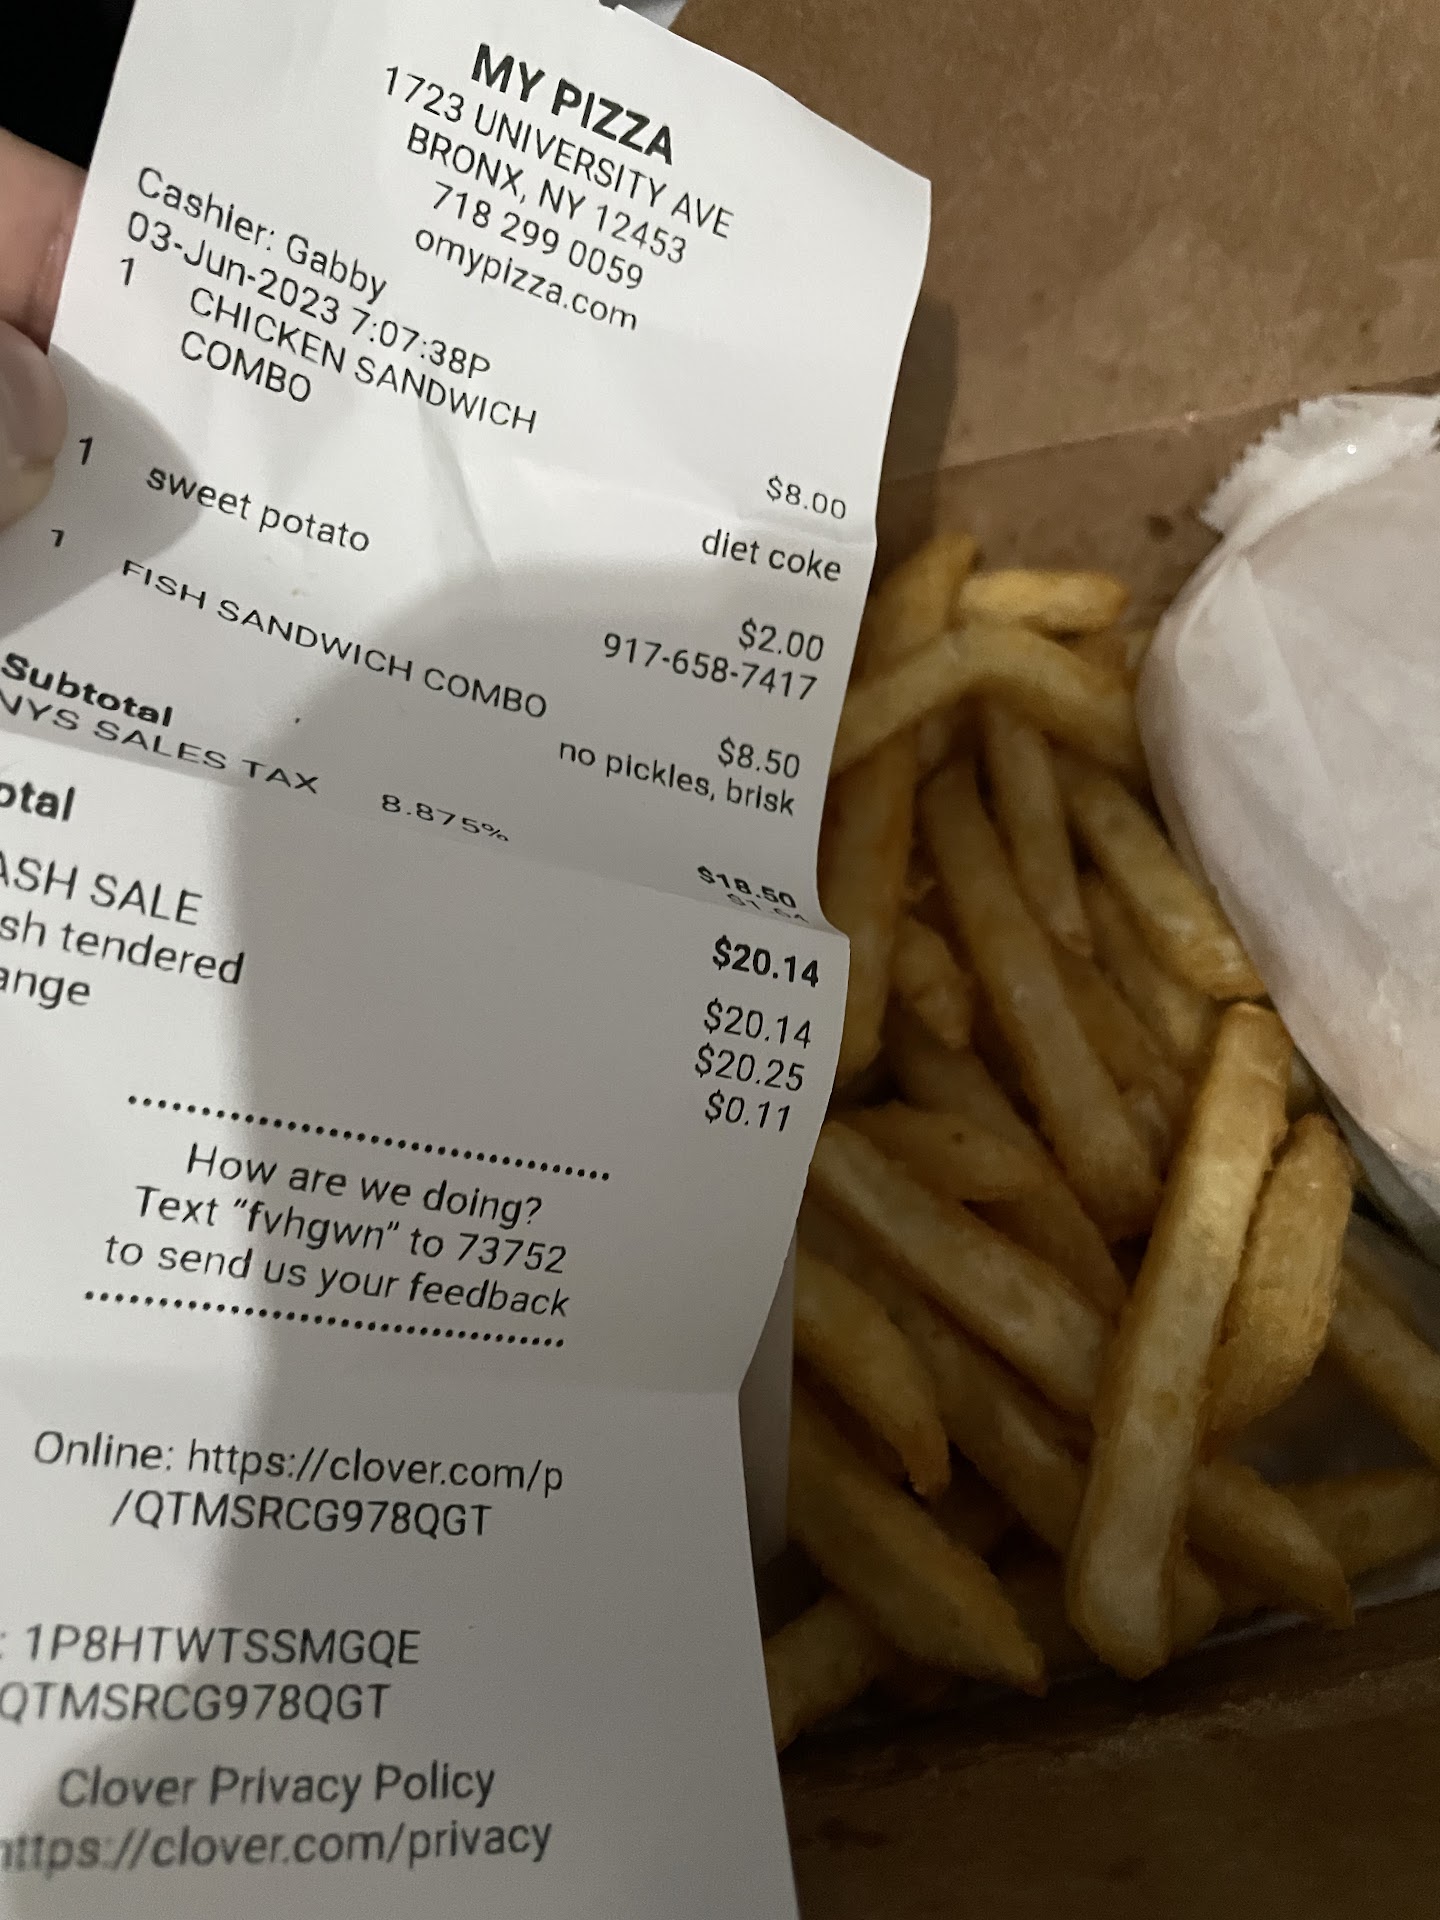 MY PIZZA
1723 UNIVERSITY AVE
BRONX, NY 12453
718 299 0059
omypizza.com
Cashier: Gabby
03-Jun-2023 7:07:38P
1 CHICKEN SANDWICH
COMBO
$8.00
diet coke
1 sweet potato
$2.00
917-658-7417
1 FISH SANDWICH COMBO
$8.50
no pickles, brisk
Subtotal $18.50
NYS SALES TAX 8.875% $1.64
otal $20.14
ASH SALE $20.14
sh tendered $20.25
ange $0.11
How are we doing?
Text "fvhgwn" to 73752
to send us your feedback
Online: https://clover.com/p
/QTMSRCG978QGT
: 1P8HTWTSSMGQE
QTMSRCG978QGT
Clover Privacy Policy
https://clover.com/privacy